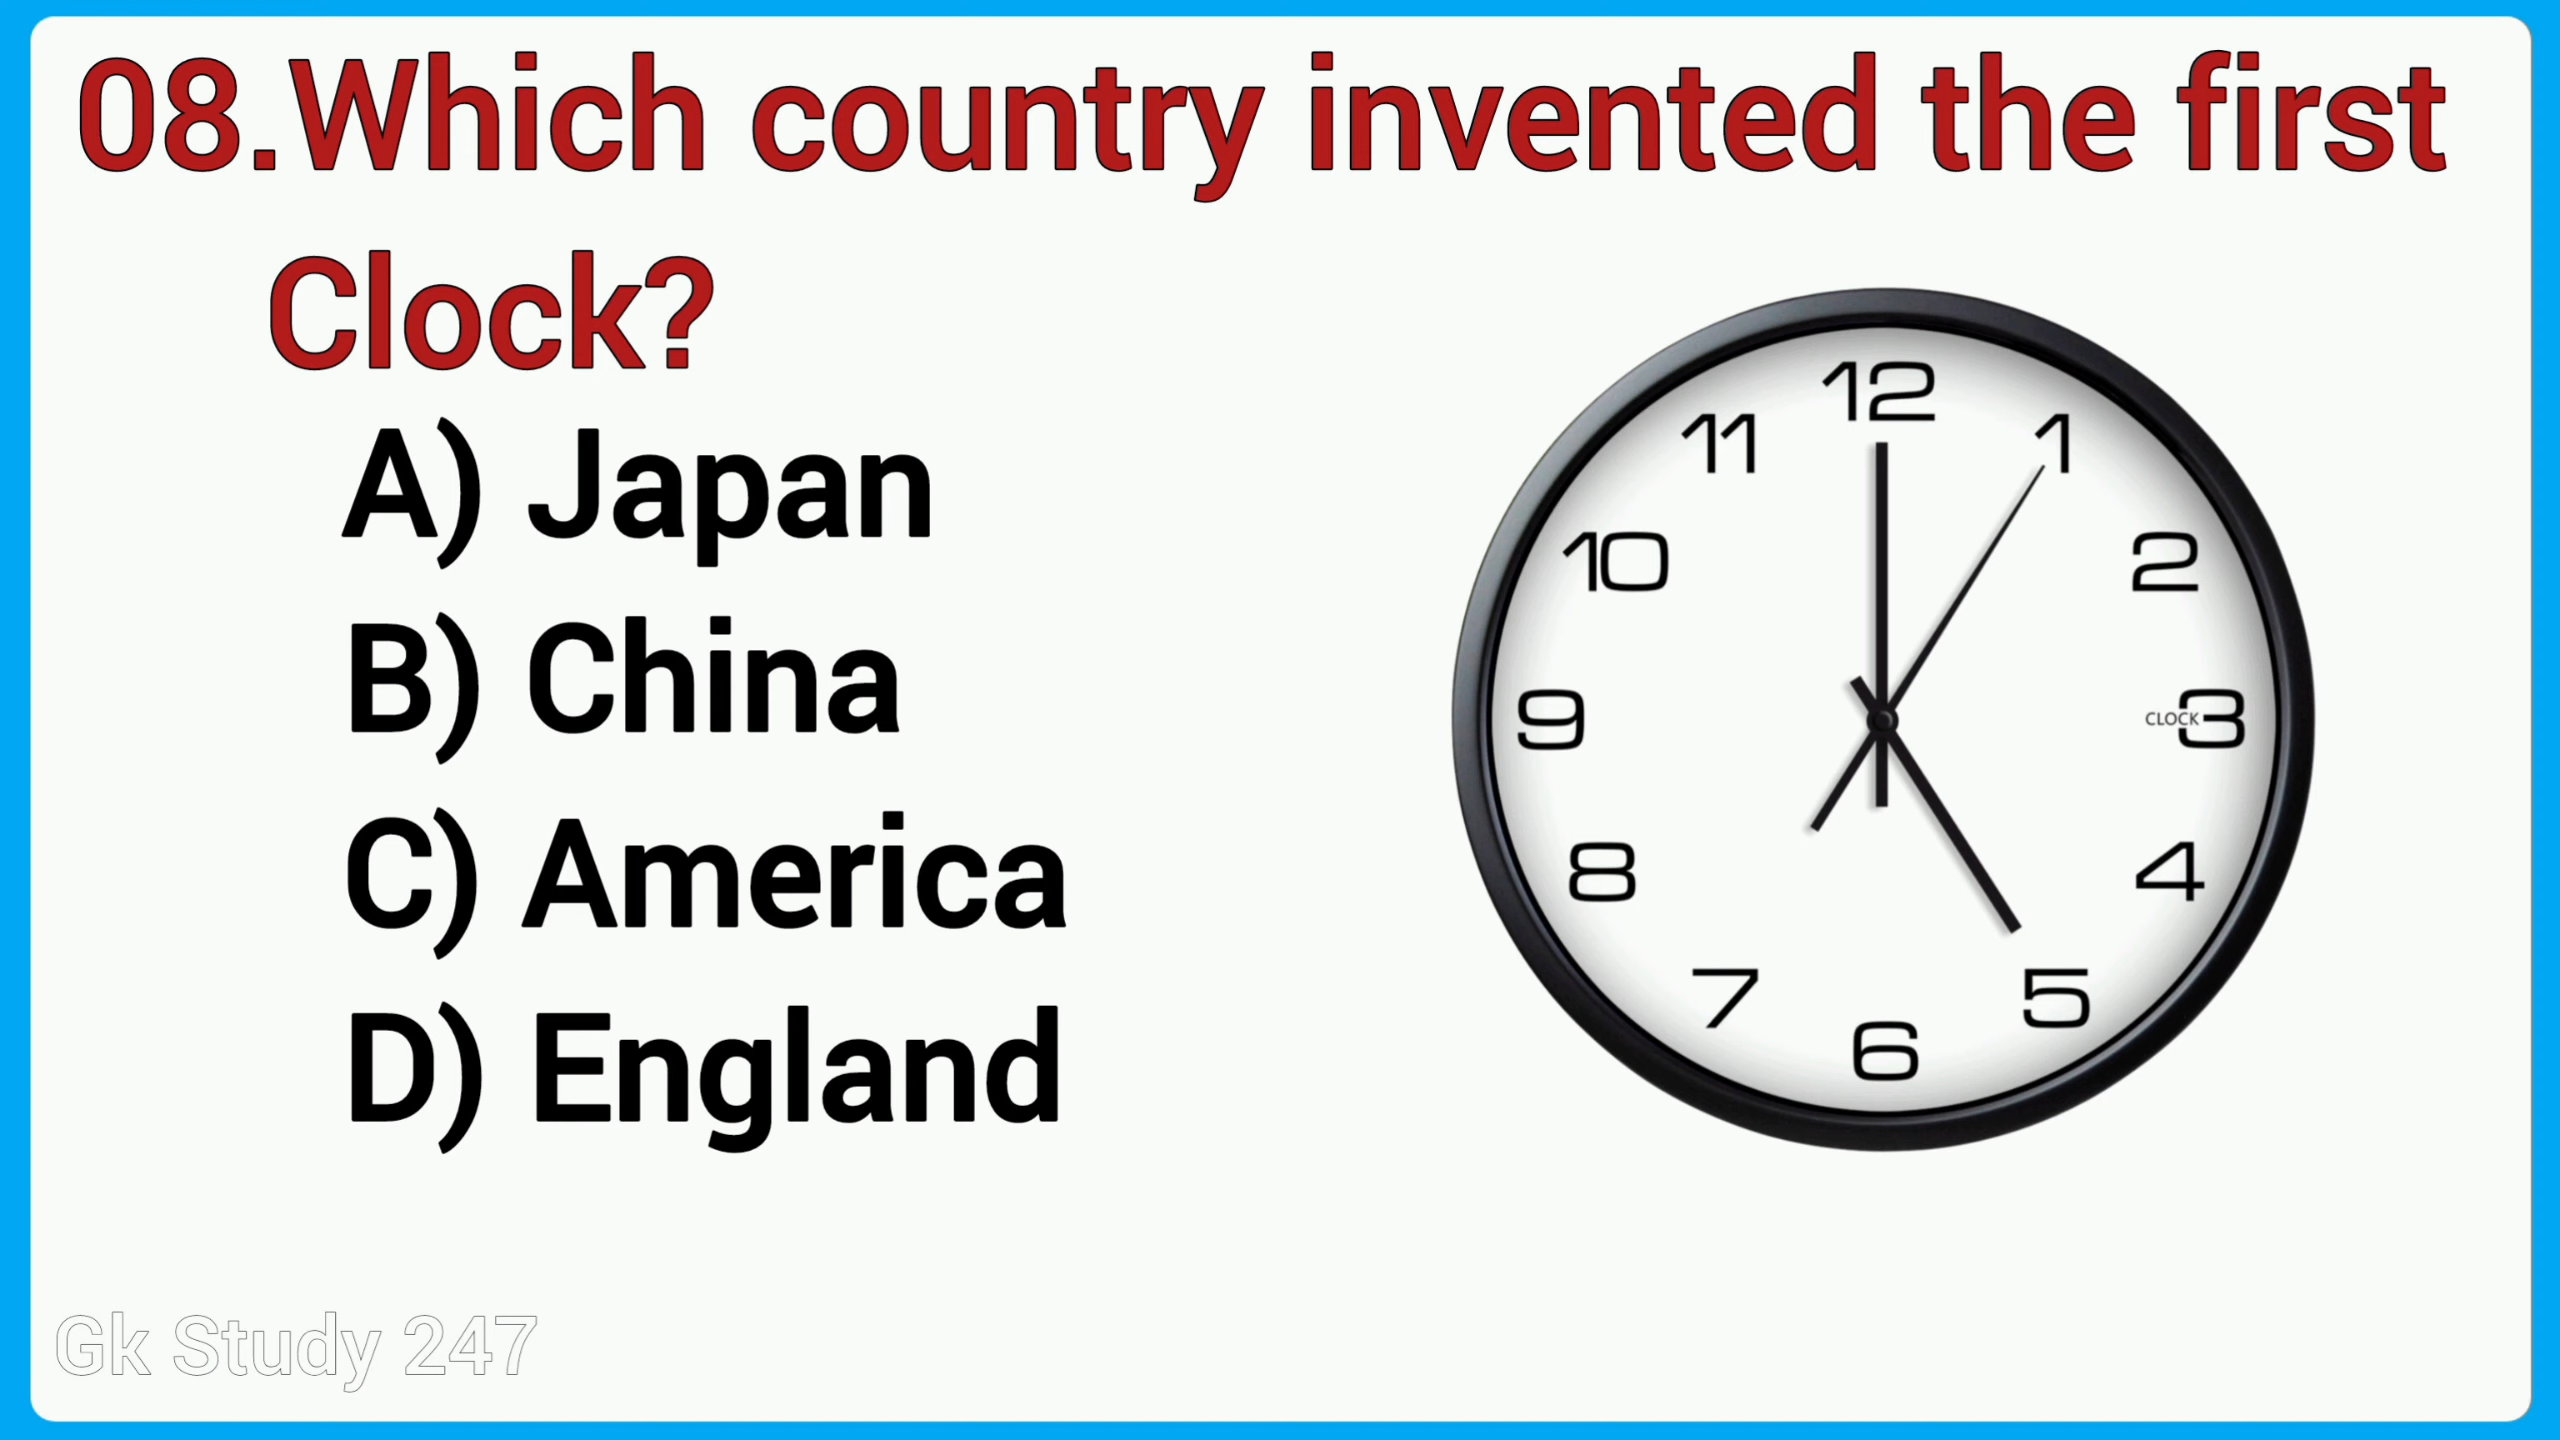 08.Which country invented the first
Clock?
A) Japan
B) China
C) America
D) England
12
11
1
10
2
9
CLOCK
3
8
4
7
5
6
Gk Study 247